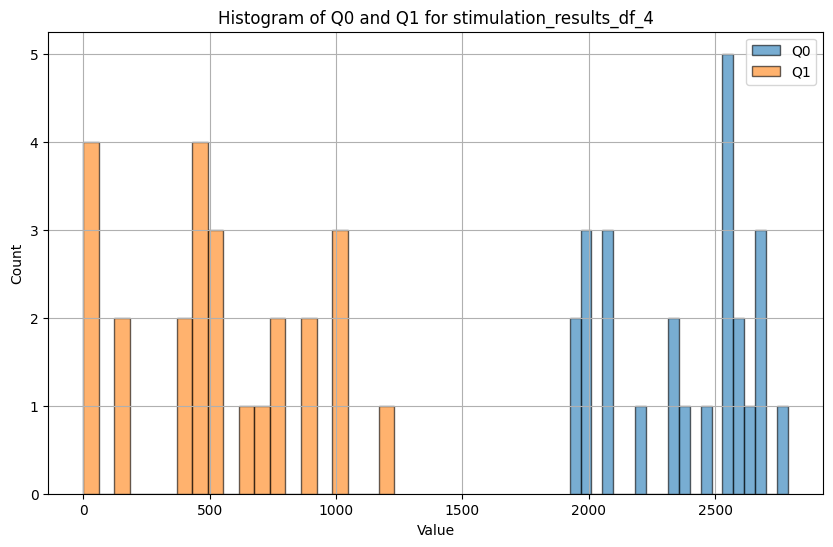 Histogram of Q0 and Q1 for stimulation_results_df_4
Q0
Q1
Count
5
4
3
2
1
0
0
500
1000
1500
2000
2500
Value